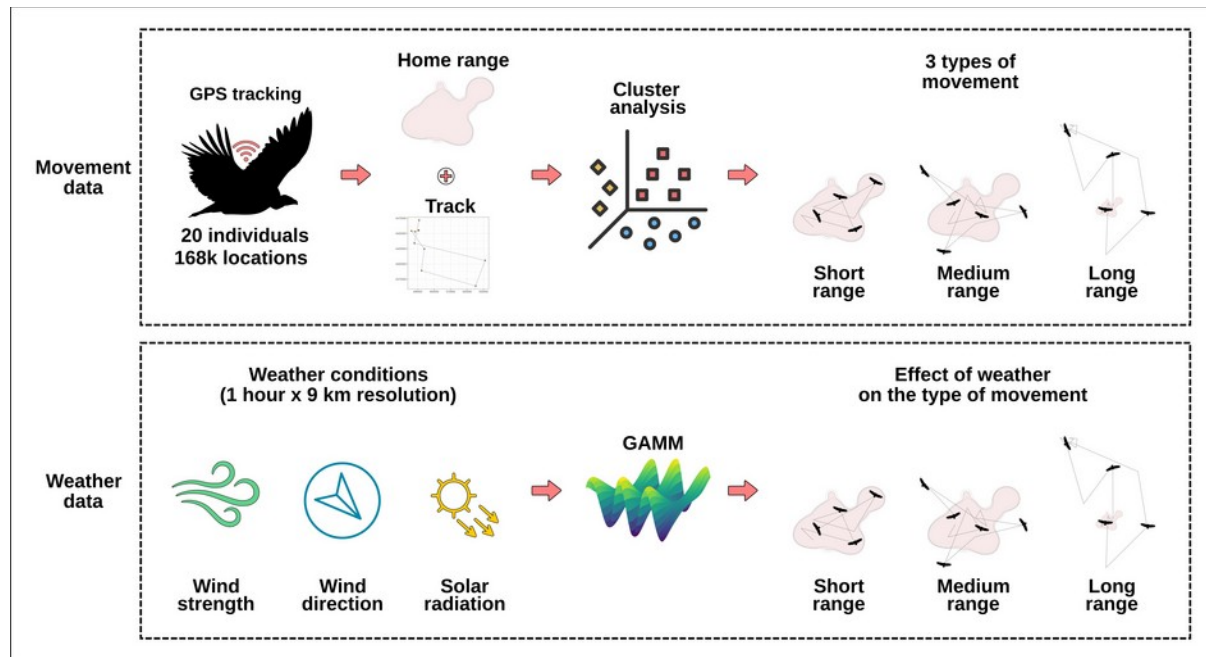 Movement
data
GPS tracking
20 individuals
168k locations
Home range
Track
Cluster
analysis
3 types of
movement
Short
range
Medium
range
Long
range
Weather
data
Weather conditions
(1 hour x 9 km resolution)
Wind
strength
Wind
direction
Solar
radiation
GAMM
Effect of weather
on the type of movement
Short
range
Medium
range
Long
range